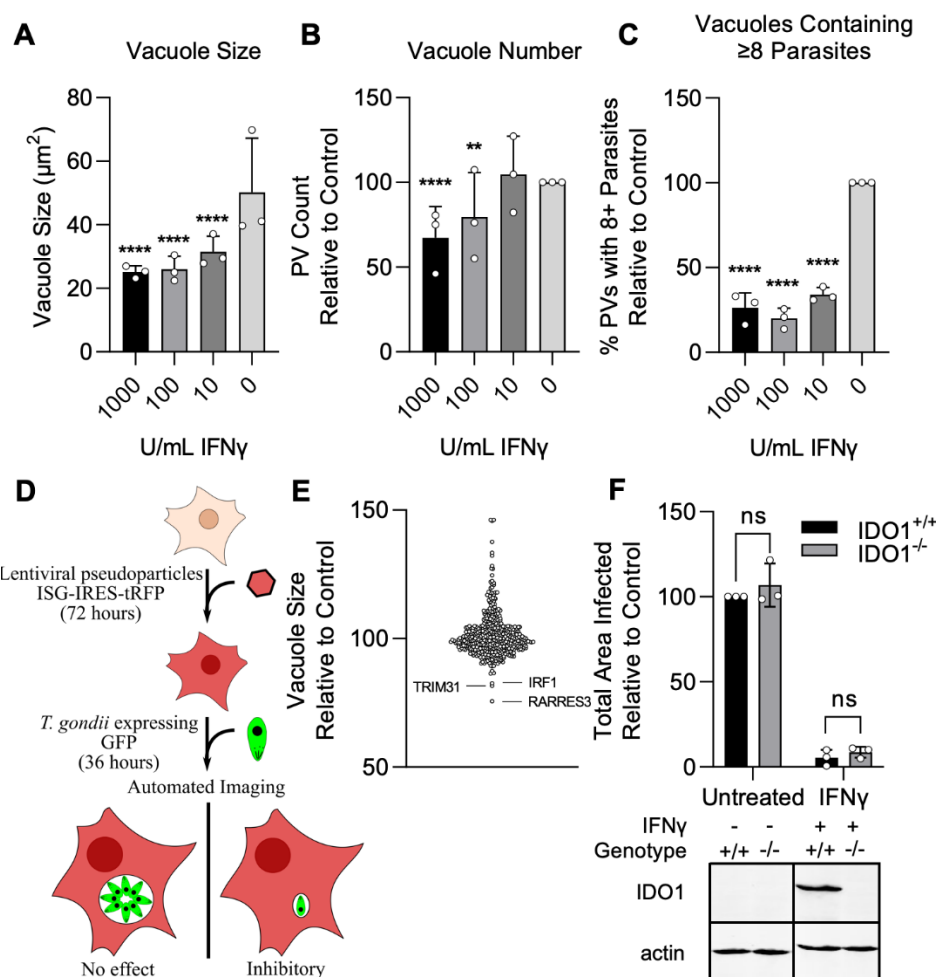 A
Vacuole Size
Vacuole Size (µm²)
80
60
40
20
0
****
****
****
1000
100
10
0
U/mL IFNγ
B
Vacuole Number
PV Count
Relative to Control
150
100
50
0
****
**
1000
100
10
0
U/mL IFNγ
C
Vacuoles Containing
≥8 Parasites
% PVs with 8+ Parasites
Relative to Control
150
100
50
0
****
****
****
1000
100
10
0
U/mL IFNγ
D
Lentiviral pseudoparticles
ISG-IRES-tRFP
(72 hours)
T. gondii expressing
GFP
(36 hours)
Automated Imaging
No effect
Inhibitory
E
Vacuole Size
Relative to Control
150
100
50
TRIM31
IRF1
RARRES3
F
Total Area Infected
Relative to Control
150
100
50
0
ns
ns
IDO1+/+
IDO1-/-
Untreated
IFNγ
IFNγ - - + +
Genotype +/+ -/- +/+ -/-
IDO1
actin